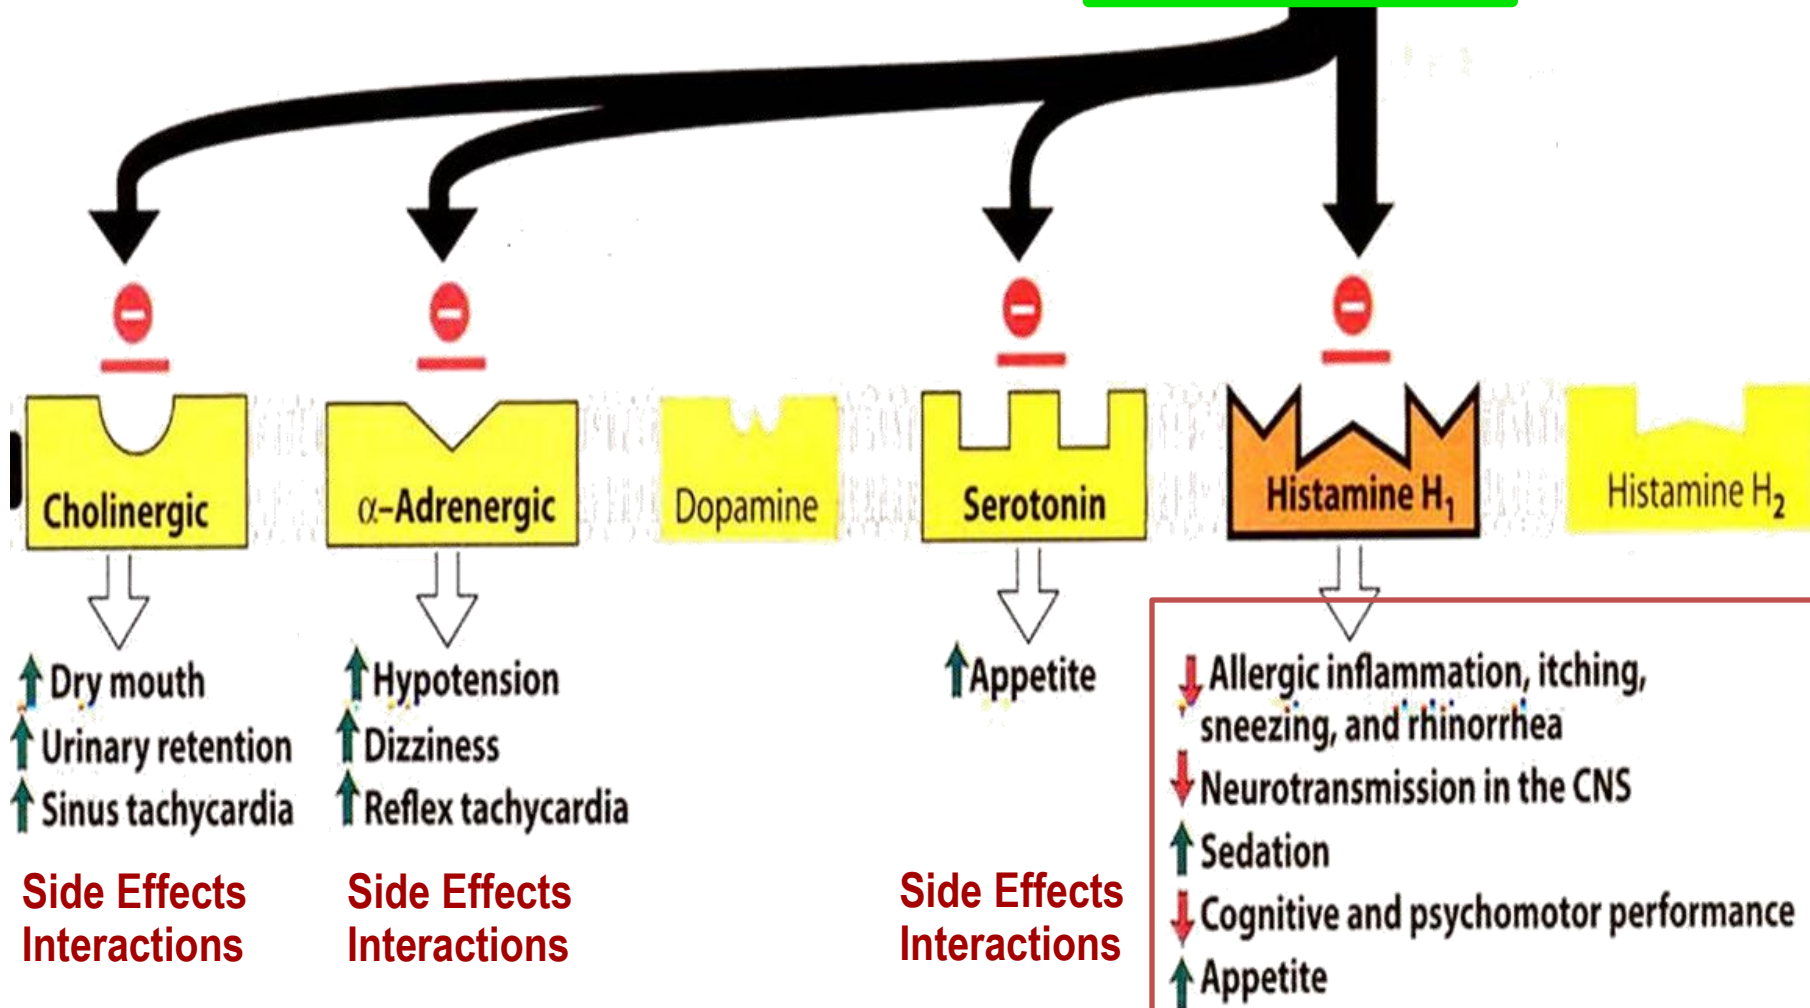 Cholinergic
α–Adrenergic
Dopamine
Serotonin
Histamine H₁
Histamine H₂
Dry mouth
Urinary retention
Sinus tachycardia
Side Effects
Interactions
Hypotension
Dizziness
Reflex tachycardia
Side Effects
Interactions
Appetite
Side Effects
Interactions
Allergic inflammation, itching,
sneezing, and rhinorrhea
Neurotransmission in the CNS
Sedation
Cognitive and psychomotor performance
Appetite